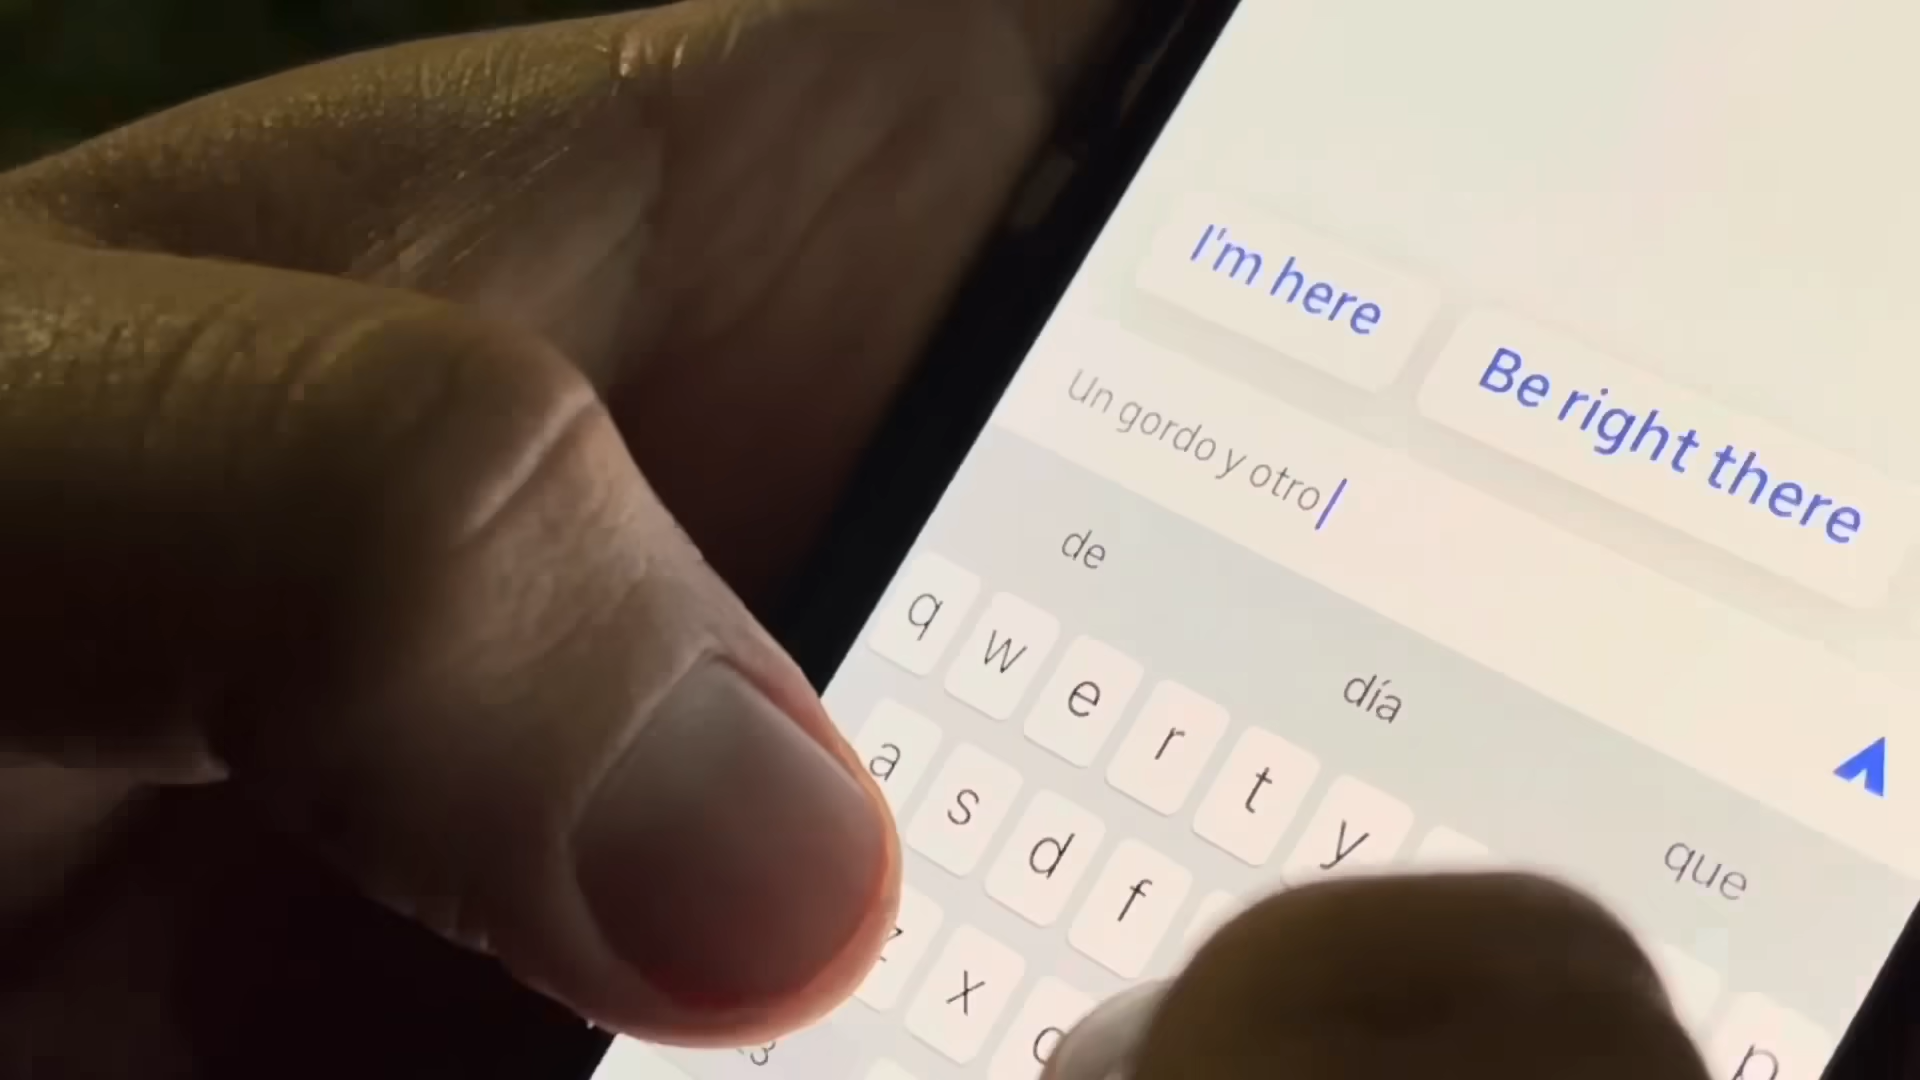 I'm here
Be right there
Un gordo y otro
de
día
que
q w e r t y
a s d f
x
p